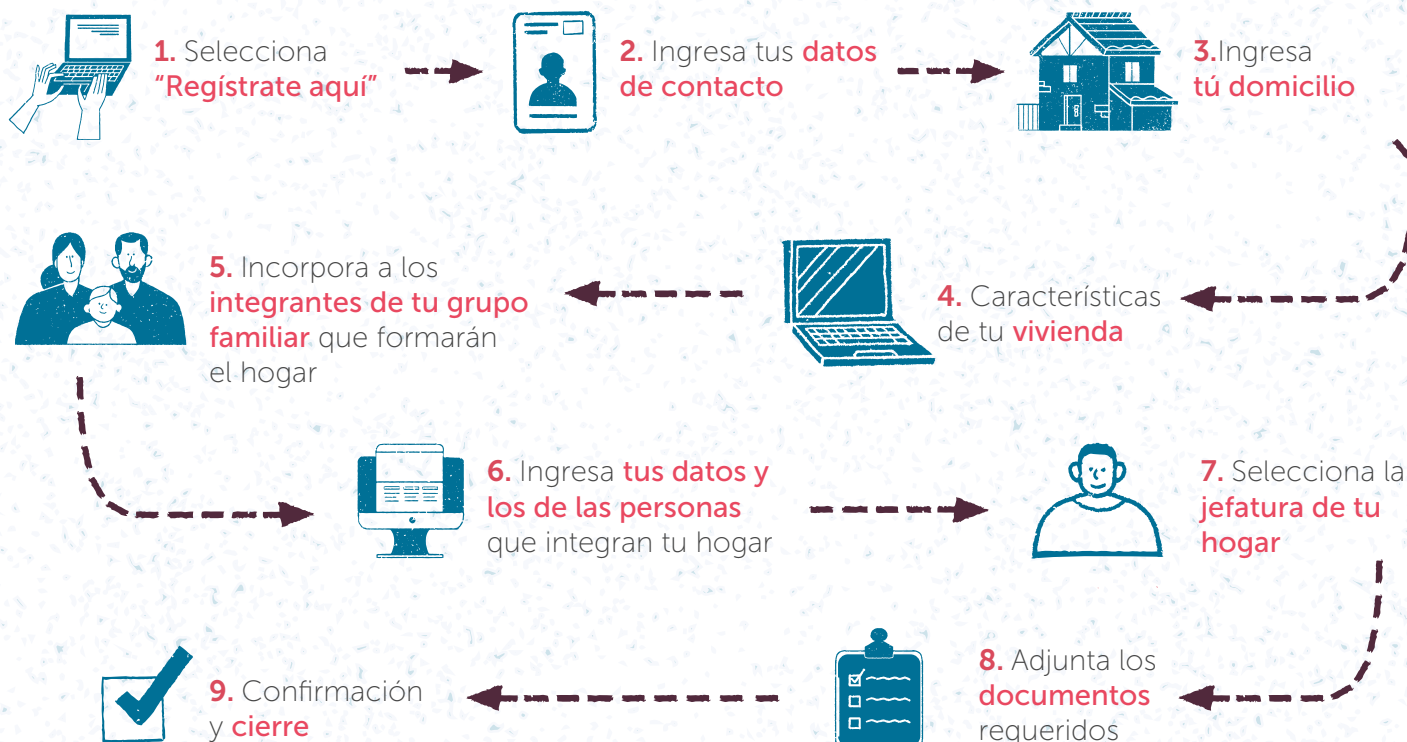 1. Selecciona
“Regístrate aquí”
2. Ingresa tus datos
de contacto
3.Ingresa
tú domicilio
4. Características
de tu vivienda
5. Incorpora a los
integrantes de tu grupo
familiar que formarán
el hogar
6. Ingresa tus datos y
los de las personas
que integran tu hogar
7. Selecciona la
jefatura de tu
hogar
8. Adjunta los
documentos
requeridos
9. Confirmación
y cierre